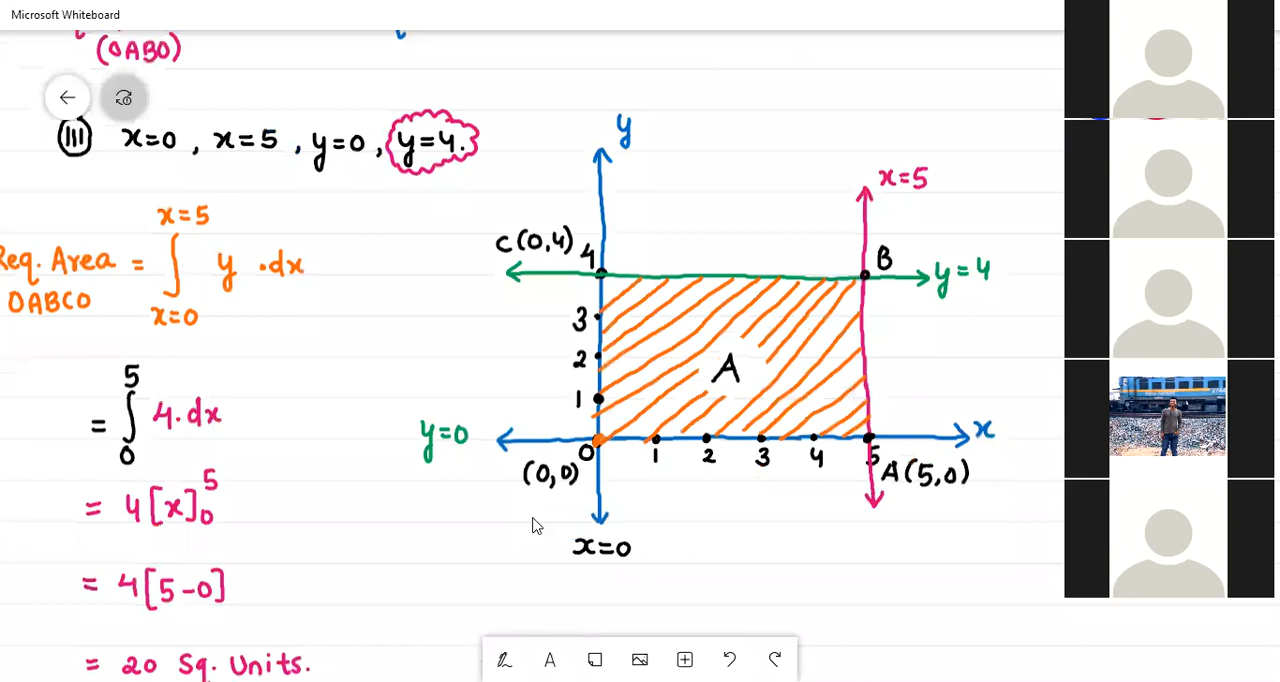 Microsoft Whiteboard
(OABO)
(III) x=0 , x=5 , y=0 , y=4.
x=5
Req. Area = ∫ y .dx
OABCO
x=0
5
= ∫ 4.dx
0
= 4[x]⁵₀
= 4[5-0]
= 20 Sq. Units.
y
x=5
C(0,4) 4
B
y=4
3
2
A
1
y=0
x
0 1 2 3 4 5
(0,0)
A(5,0)
x=0
A